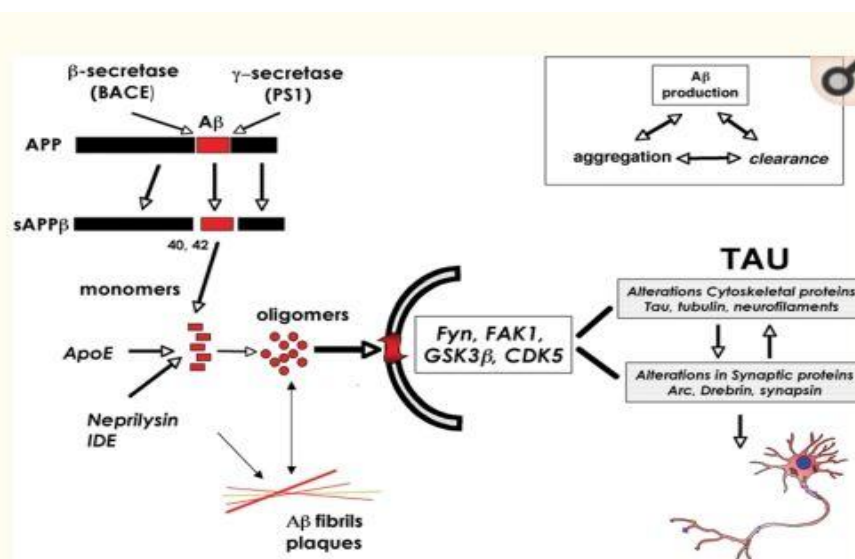 β-secretase
(BACE)
γ-secretase
(PS1)
Aβ
APP
sAPPβ
40, 42
monomers
oligomers
ApoE
Neprilysin
IDE
Aβ fibrils
plaques
Fyn, FAK1,
GSK3β, CDK5
Aβ
production
aggregation
clearance
TAU
Alterations Cytoskeletal proteins
Tau, tubulin, neurofilaments
Alterations in Synaptic proteins
Arc, Drebrin, synapsin